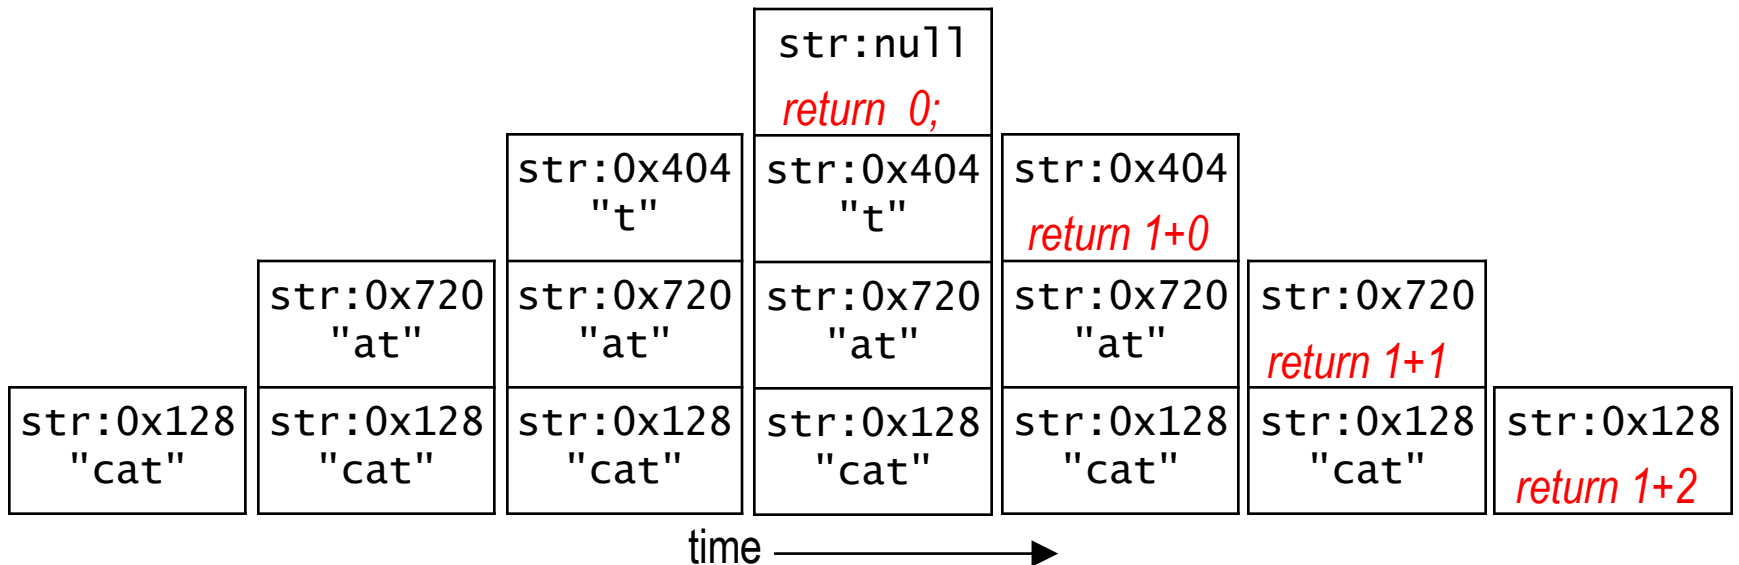 str:null
return 0;
str:0x404 str:0x404 str:0x404
"t" "t"
return 1+0
str:0x720 str:0x720 str:0x720 str:0x720 str:0x720
"at" "at" "at" "at"
return 1+1
str:0x128 str:0x128 str:0x128 str:0x128 str:0x128 str:0x128 str:0x128
"cat" "cat" "cat" "cat" "cat" "cat"
return 1+2
time